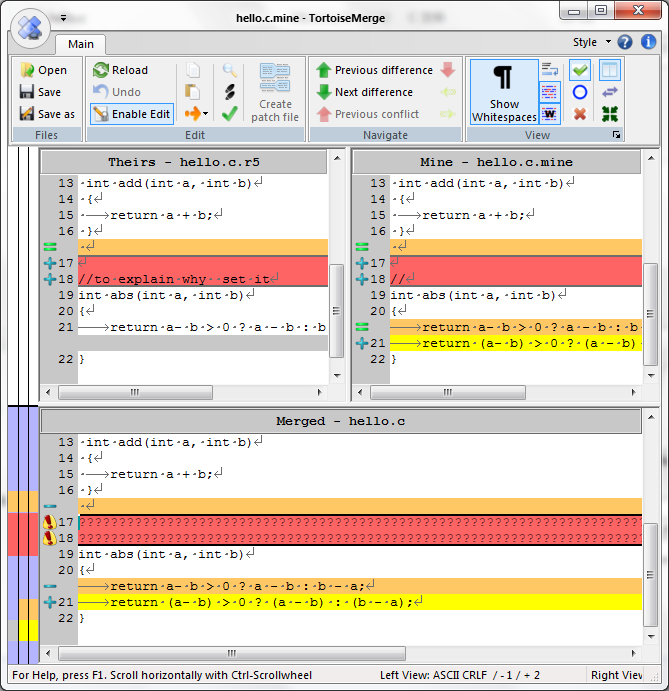 hello.c.mine - TortoiseMerge
Main
Style
Open
Save
Save as
Files
Reload
Undo
Enable Edit
Create
patch file
Edit
Previous difference
Next difference
Previous conflict
Navigate
Show
Whitespaces
View
Theirs - hello.c.r5
13 ·int·add(int·a,·int·b)↵
14 ·{↵
15 ·→return·a·+·b;↵
16 ·}↵
·↵
17 ↵
18 //to·explain·why··set·it↵
19 int·abs(int·a,·int·b)↵
20 {↵
21 →return·a-·b·>·0·?·a·-·b·:·b
22 }
Mine - hello.c.mine
13 ·int·add(int·a,·int·b)↵
14 ·{↵
15 ·→return·a·+·b;↵
16 ·}↵
·↵
17 ↵
18 //↵
19 int·abs(int·a,·int·b)↵
20 {↵
→return·a-·b·>·0·?·a·-·b·:·b
21 →return·(a-·b)·>·0·?·(a·-·b)
22 }
Merged - hello.c
13 ·int·add(int·a,·int·b)↵
14 ·{↵
15 ·→return·a·+·b;↵
16 ·}↵
·↵
17 ??????????????????????????????????????????????????????????????????????
18 ??????????????????????????????????????????????????????????????????????
19 int·abs(int·a,·int·b)↵
20 {↵
→return·a-·b·>·0·?·a·-·b·:·b·-·a;↵
21 →return·(a-·b)·>·0·?·(a·-·b)·:·(b·-·a);↵
22 }
For Help, press F1. Scroll horizontally with Ctrl-Scrollwheel
Left View: ASCII CRLF / - 1 / + 2
Right View